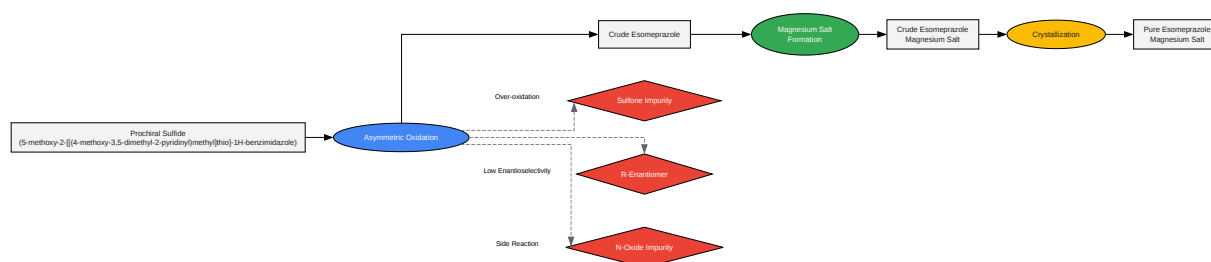 Crude Esomeprazole
Magnesium Salt
Formation
Crude Esomeprazole
Magnesium Salt
Crystallization
Pure Esomeprazole
Magnesium Salt
Over-oxidation
Sulfone Impurity
Prochiral Sulfide
(5-methoxy-2-[[(4-methoxy-3,5-dimethyl-2-pyridinyl)methyl]thio]-1H-benzimidazole)
Asymmetric Oxidation
Low Enantioselectivity
R-Enantiomer
Side Reaction
N-Oxide Impurity